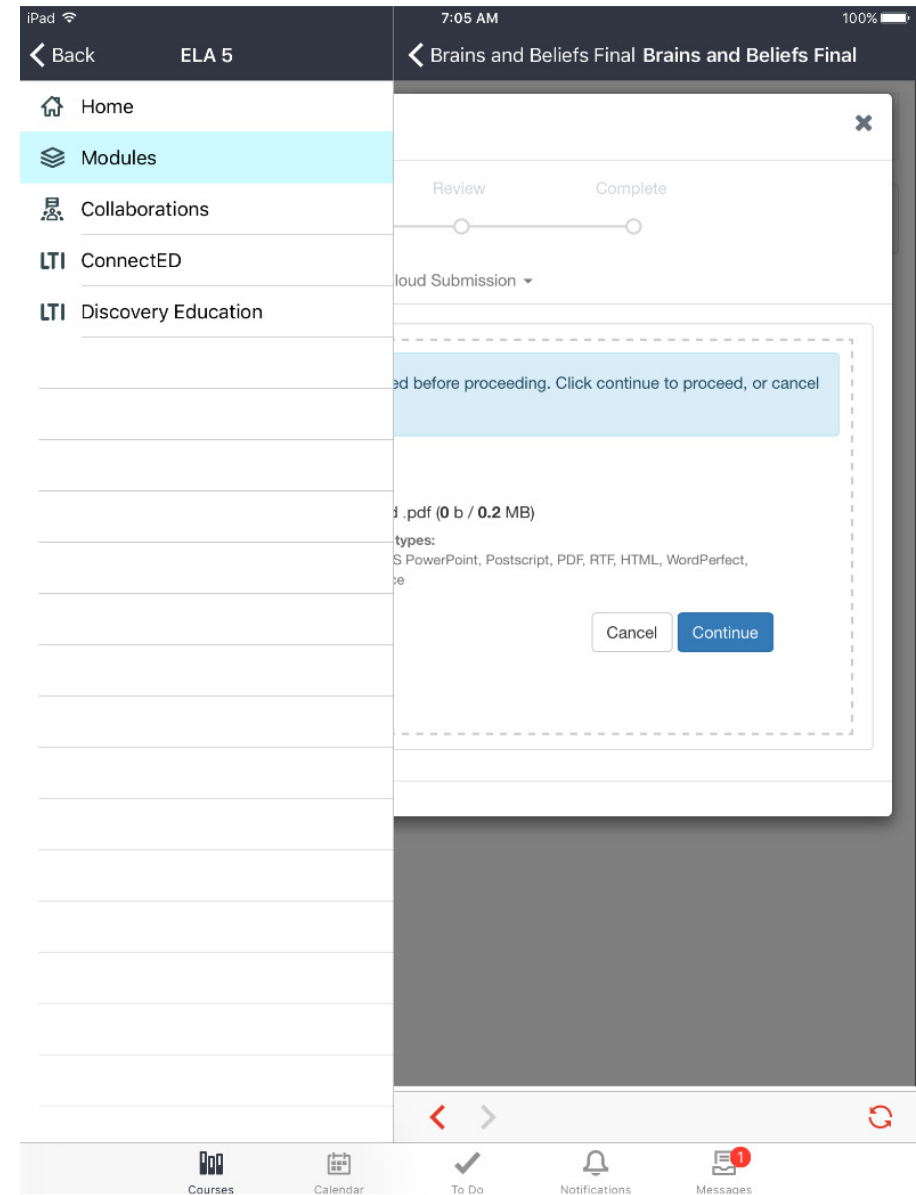 iPad 7:05 AM 100%
Back ELA 5 Brains and Beliefs Final Brains and Beliefs Final
Home
Modules
Collaborations
LTI ConnectED
LTI Discovery Education
Review Complete
loud Submission
ed before proceeding. Click continue to proceed, or cancel
d .pdf (0 b / 0.2 MB)
types:
S PowerPoint, Postscript, PDF, RTF, HTML, WordPerfect,
ce
Cancel Continue
1
Courses Calendar To Do Notifications Messages